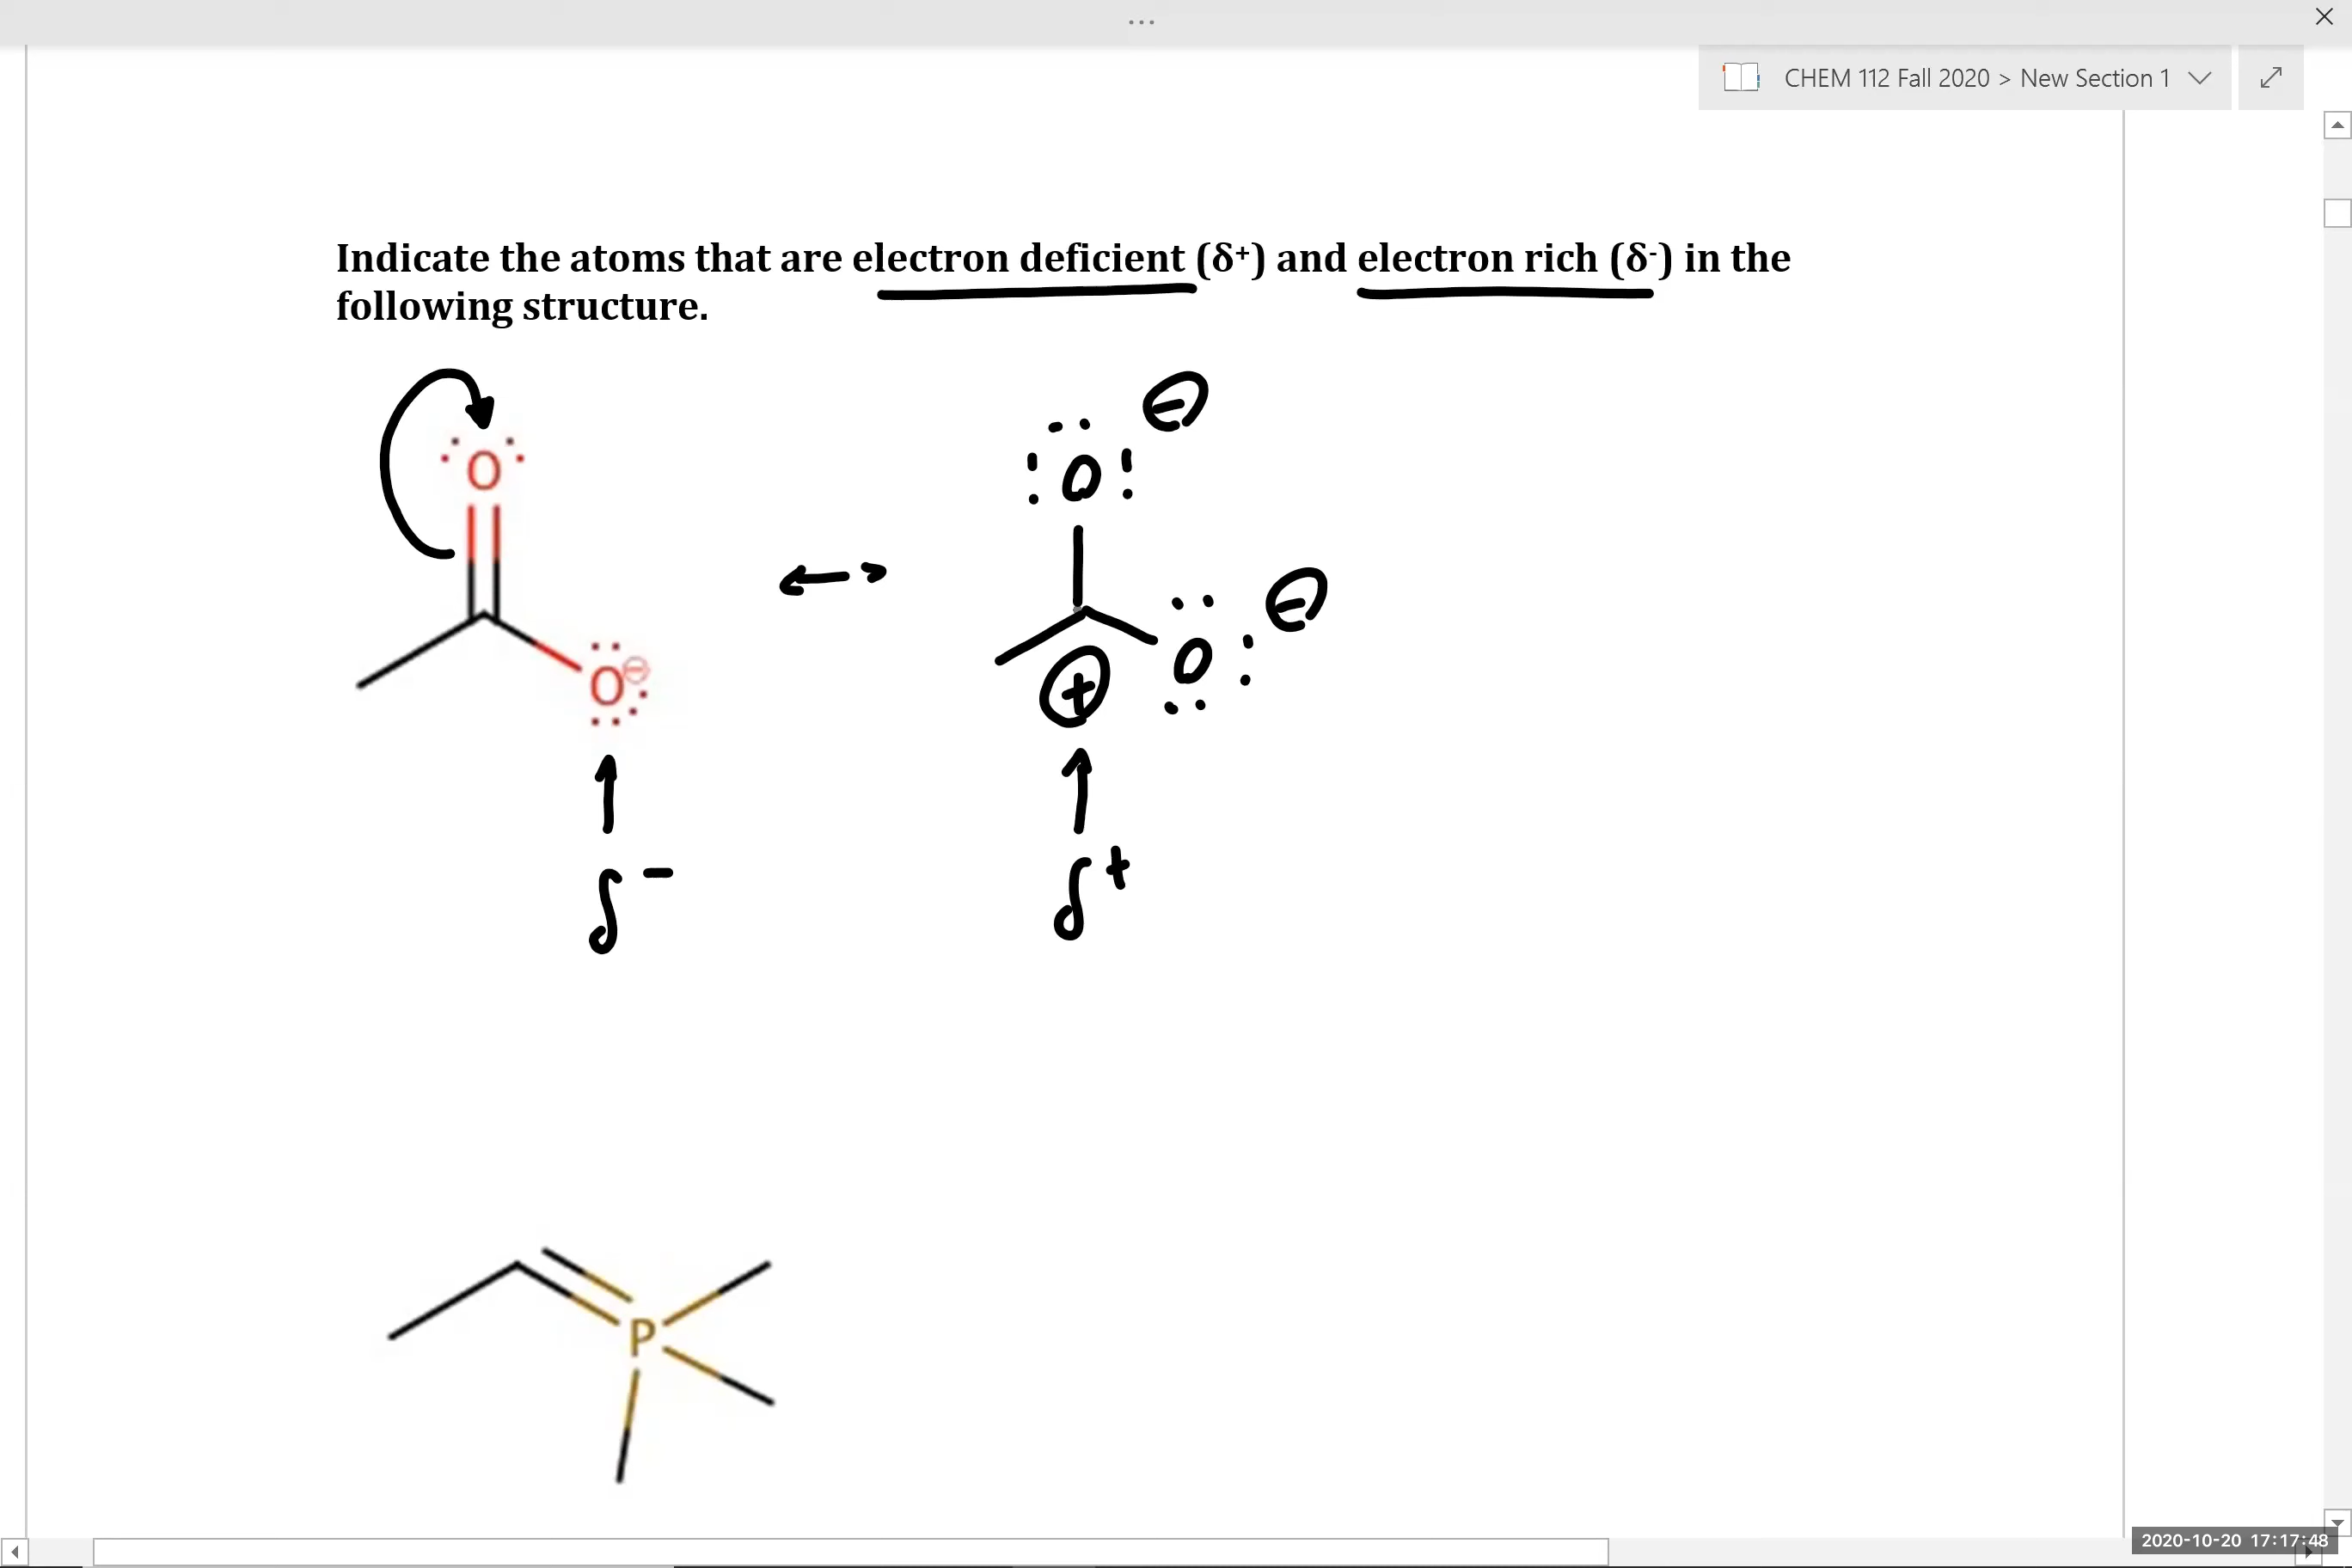 CHEM 112 Fall 2020 > New Section 1
Indicate the atoms that are electron deficient (δ⁺) and electron rich (δ⁻) in the
following structure.
O
O⊖
⊖
O
O
⊖
⊕
δ⁻
δ⁺
P
2020-10-20 17:17:48